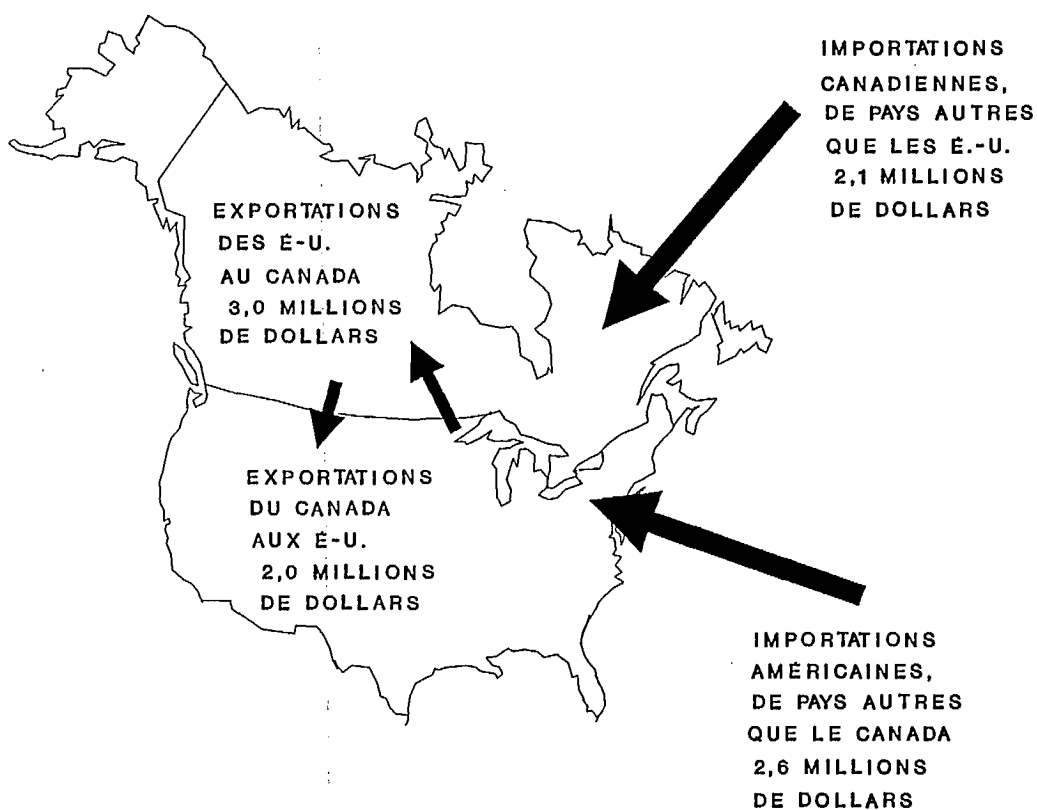 IMPORTATIONS
CANADIENNES,
DE PAYS AUTRES
QUE LES É.-U.
2,1 MILLIONS
DE DOLLARS
EXPORTATIONS
DES É-U.
AU CANADA
3,0 MILLIONS
DE DOLLARS
EXPORTATIONS
DU CANADA
AUX É-U.
2,0 MILLIONS
DE DOLLARS
IMPORTATIONS
AMÉRICAINES,
DE PAYS AUTRES
QUE LE CANADA
2,6 MILLIONS
DE DOLLARS